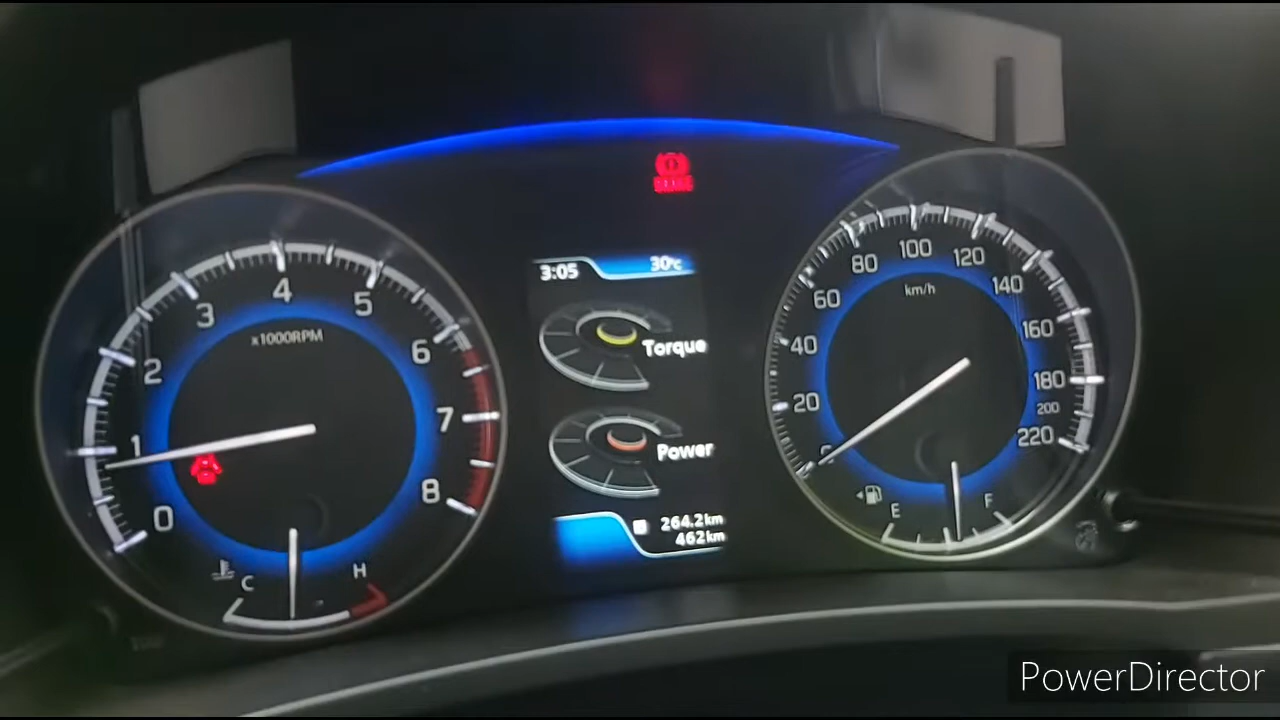 3:05 30°C
4
3
5
x1000RPM
2
6
1
7
0
8
C
H
Torque
Power
264.2km
462km
80
100
120
60
140
km/h
40
160
20
180
200
220
E
F
PowerDirector